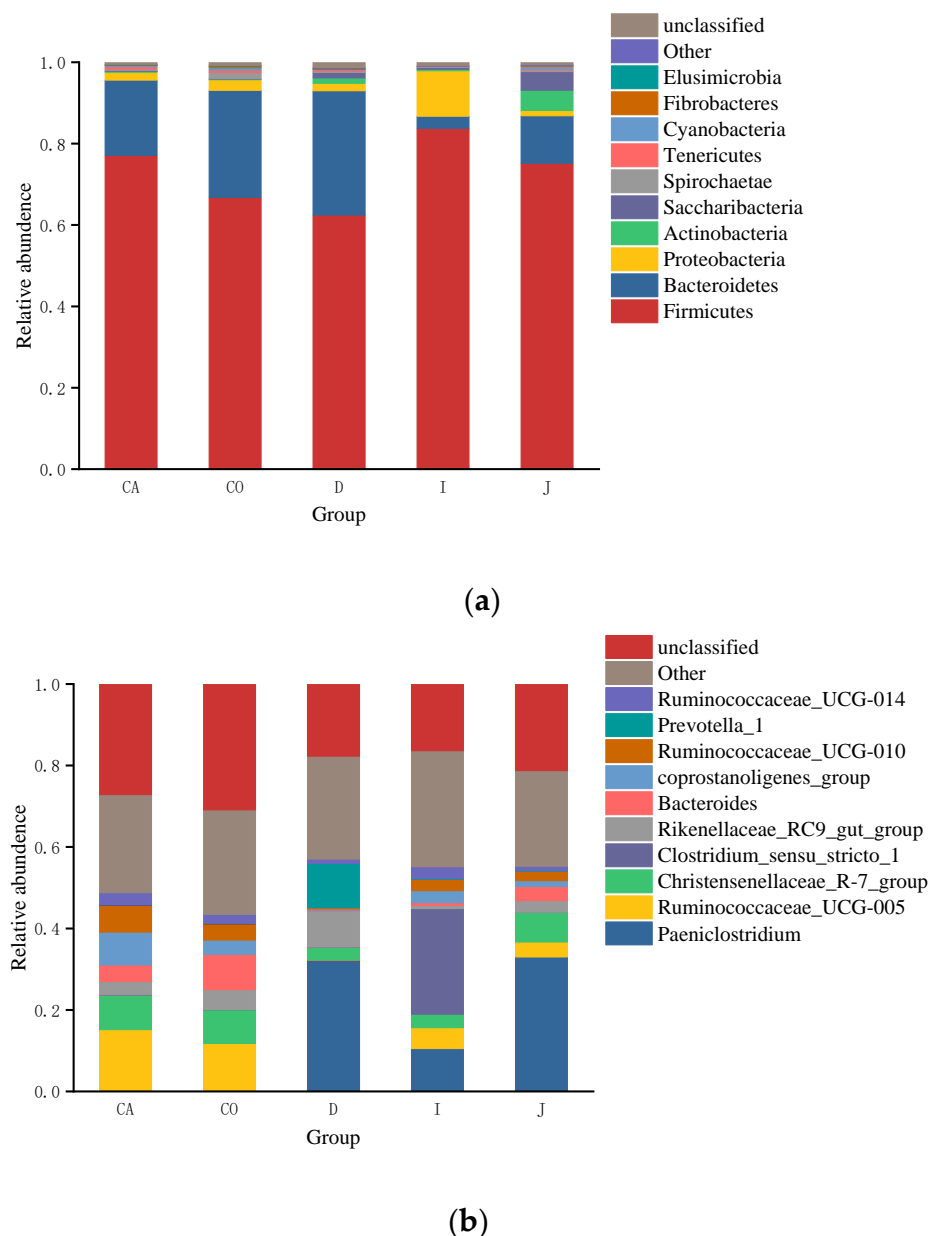 unclassified
Other
Elusimicrobia
Fibrobacteres
Cyanobacteria
Tenericutes
Spirochaetae
Saccharibacteria
Actinobacteria
Proteobacteria
Bacteroidetes
Firmicutes
Relative abundance
1.0
0.8
0.6
0.4
0.2
0.0
CA CO D I J
Group
(a)
unclassified
Other
Ruminococcaceae_UCG-014
Prevotella_1
Ruminococcaceae_UCG-010
coprostanoligenes_group
Bacteroides
Rikenellaceae_RC9_gut_group
Clostridium_sensu_stricto_1
Christensenellaceae_R-7_group
Ruminococcaceae_UCG-005
Paeniclostridium
Relative abundance
1.0
0.8
0.6
0.4
0.2
0.0
CA CO D I J
Group
(b)